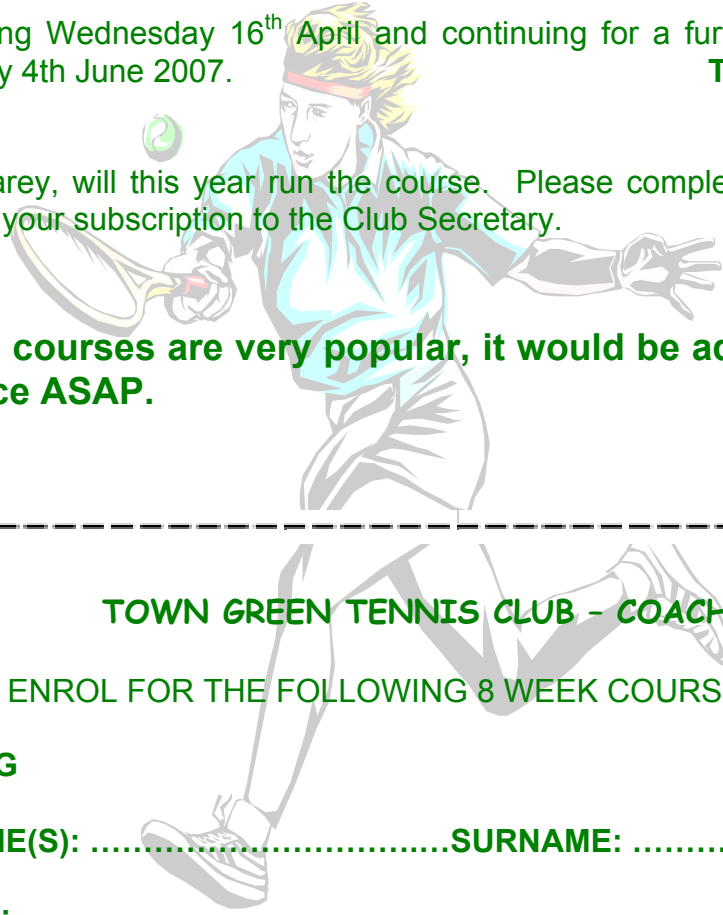 ng Wednesday 16th April and continuing for a fur
y 4th June 2007. T
arey, will this year run the course. Please comple
your subscription to the Club Secretary.
courses are very popular, it would be ad
ce ASAP.
TOWN GREEN TENNIS CLUB – COACH
ENROL FOR THE FOLLOWING 8 WEEK COURS
G
IE(S): ………………………..…SURNAME: ……….
.